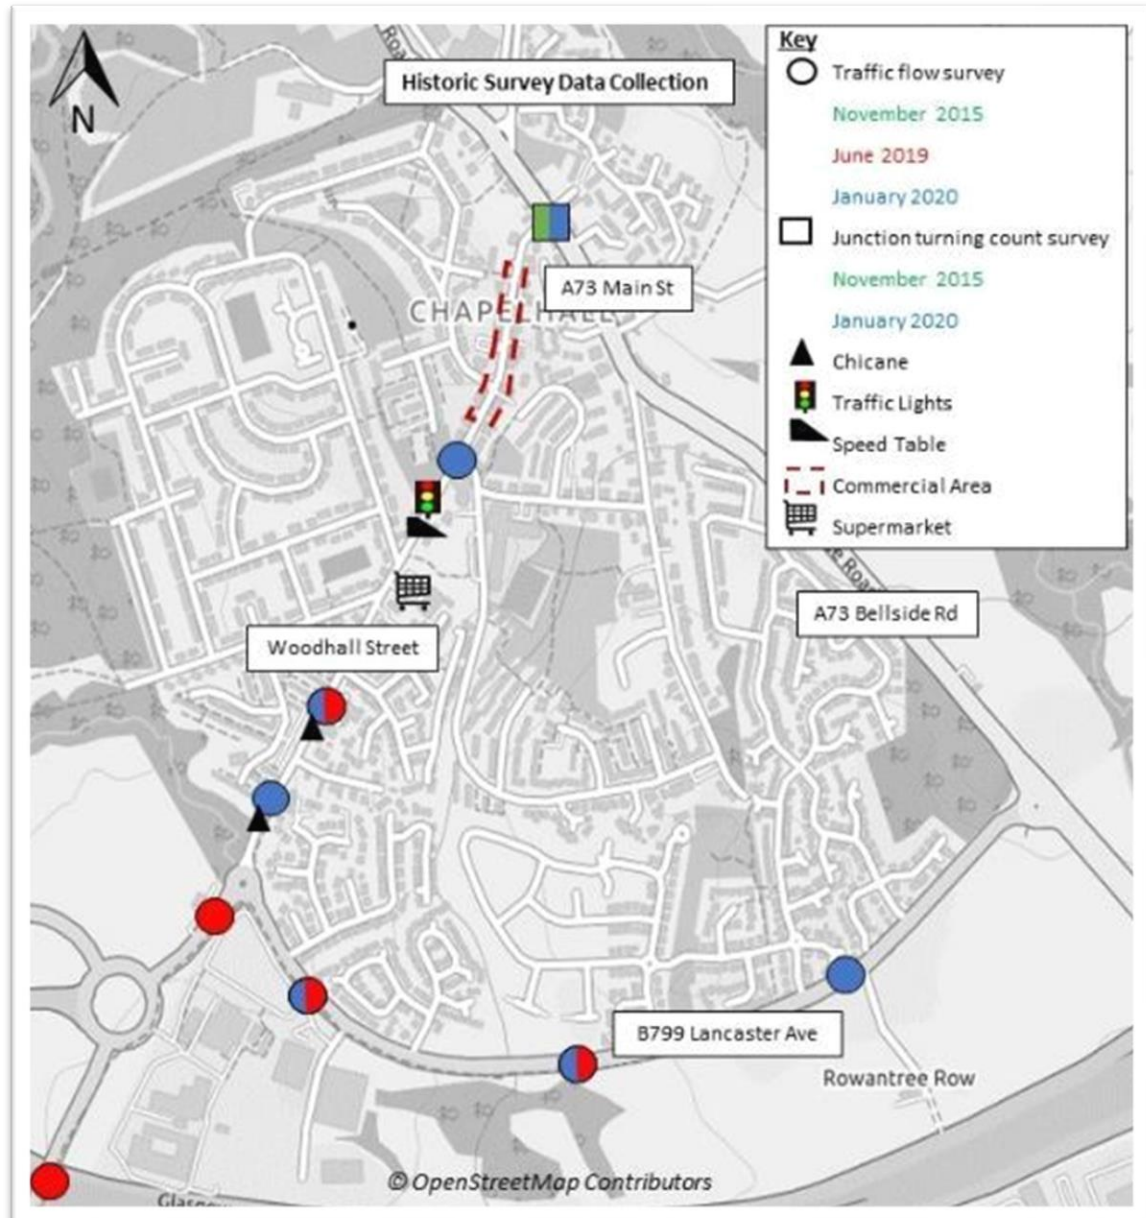 Historic Survey Data Collection
N
Key
Traffic flow survey
November 2015
June 2019
January 2020
Junction turning count survey
November 2015
January 2020
Chicane
Traffic Lights
Speed Table
Commercial Area
Supermarket
A73 Main St
CHAPELHALL
A73 Bellside Rd
Woodhall Street
B799 Lancaster Ave
Rowantree Row
© OpenStreetMap Contributors